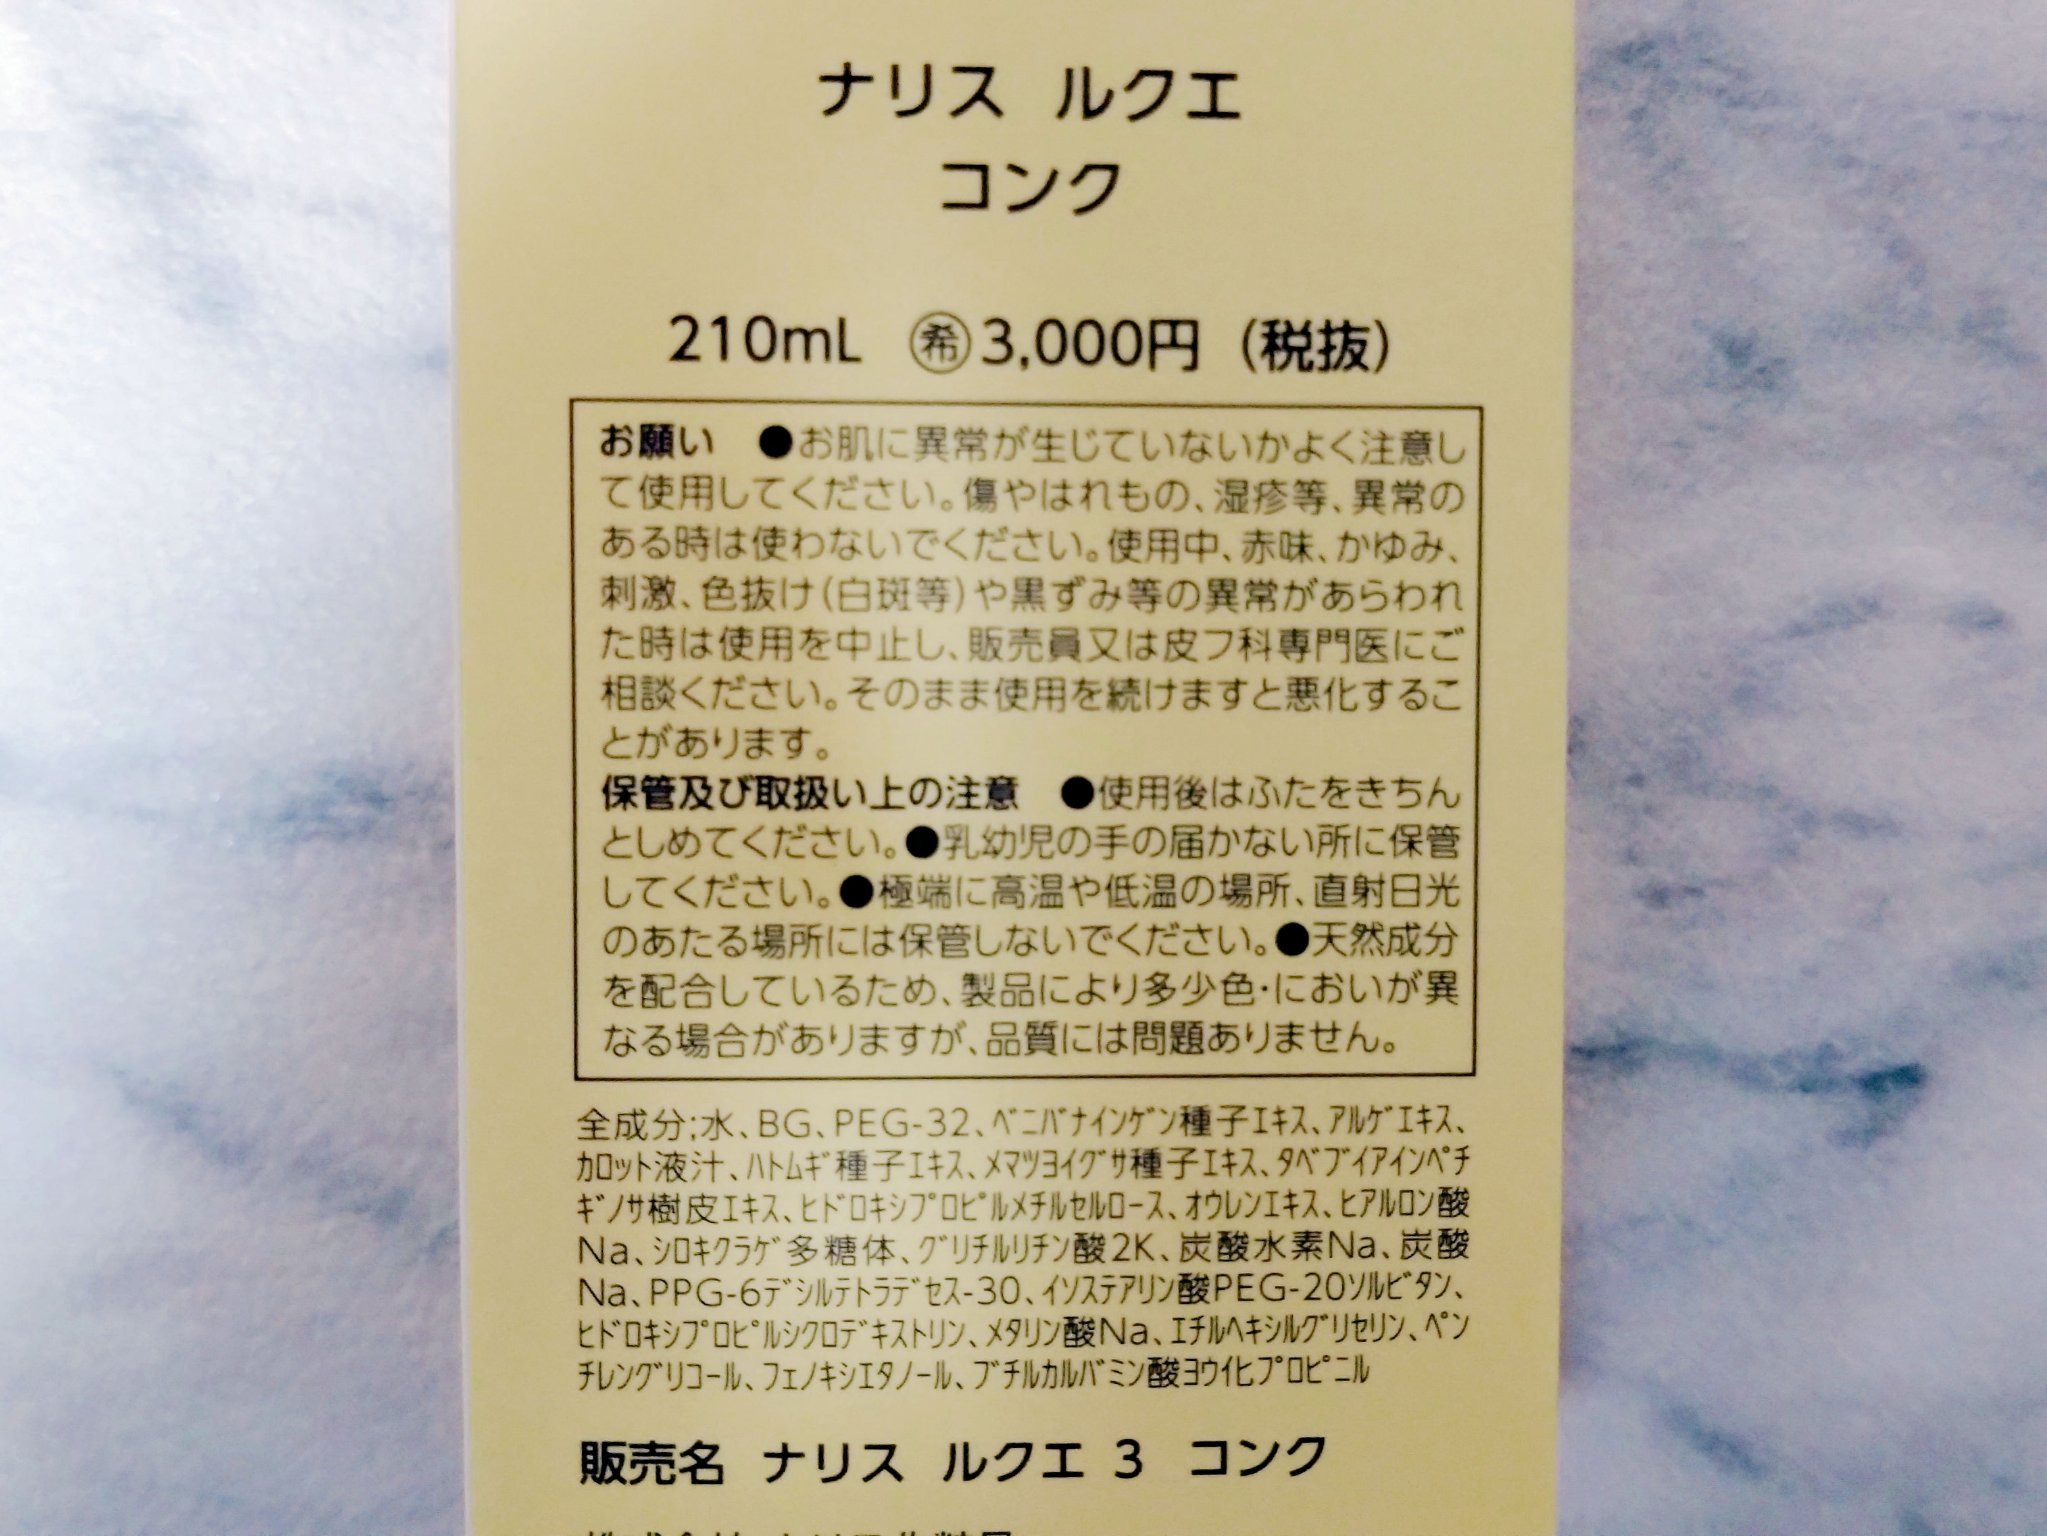 ナリス ルクエ
コンク
210mL ㊝3,000円（税抜）
お願い ●お肌に異常が生じていないかよく注意し
て使用してください。傷やはれもの、湿疹等、異常の
ある時は使わないでください。使用中、赤味、かゆみ、
刺激、色抜け（白斑等）や黒ずみ等の異常があらわれ
た時は使用を中止し、販売員又は皮フ科専門医にご
相談ください。そのまま使用を続けますと悪化するこ
とがあります。
保管及び取扱い上の注意 ●使用後はふたをきちん
としめてください。●乳幼児の手の届かない所に保管
してください。●極端に高温や低温の場所、直射日光
のあたる場所には保管しないでください。●天然成分
を配合しているため、製品により多少色・においが異
なる場合がありますが、品質には問題ありません。
全成分;水、BG、PEG-32、ﾍﾞﾆﾊﾞﾅｲﾝｹﾞﾝ種子ｴｷｽ、ｱﾙｹﾞｴｷｽ、
ｶﾛｯﾄ液汁、ﾊﾄﾑｷﾞ種子ｴｷｽ、ﾒﾏﾂﾖｲｸﾞｻ種子ｴｷｽ、ﾀﾍﾞﾌﾞｲｱｲﾝﾍﾟﾁ
ｷﾞﾉｻ樹皮ｴｷｽ、ﾋﾄﾞﾛｷｼﾌﾟﾛﾋﾟﾙﾒﾁﾙｾﾙﾛｰｽ、ｵｳﾚﾝｴｷｽ、ﾋｱﾙﾛﾝ酸
Na、ｼﾛｷｸﾗｹﾞ多糖体、ｸﾞﾘﾁﾙﾘﾁﾝ酸2K、炭酸水素Na、炭酸
Na、PPG-6ﾃﾞｼﾙﾃﾄﾗﾃﾞｾｽ-30、ｲｿｽﾃｱﾘﾝ酸PEG-20ｿﾙﾋﾞﾀﾝ、
ﾋﾄﾞﾛｷｼﾌﾟﾛﾋﾟﾙｼｸﾛﾃﾞｷｽﾄﾘﾝ、ﾒﾀﾘﾝ酸Na、ｴﾁﾙﾍｷｼﾙｸﾞﾘｾﾘﾝ、ﾍﾟﾝ
ﾁﾚﾝｸﾞﾘｺｰﾙ、ﾌｪﾉｷｼｴﾀﾉｰﾙ、ﾌﾞﾁﾙｶﾙﾊﾞﾐﾝ酸ﾖｳｲﾋﾌﾟﾛﾋﾟﾆﾙ
販売名 ナリス ルクエ 3 コンク